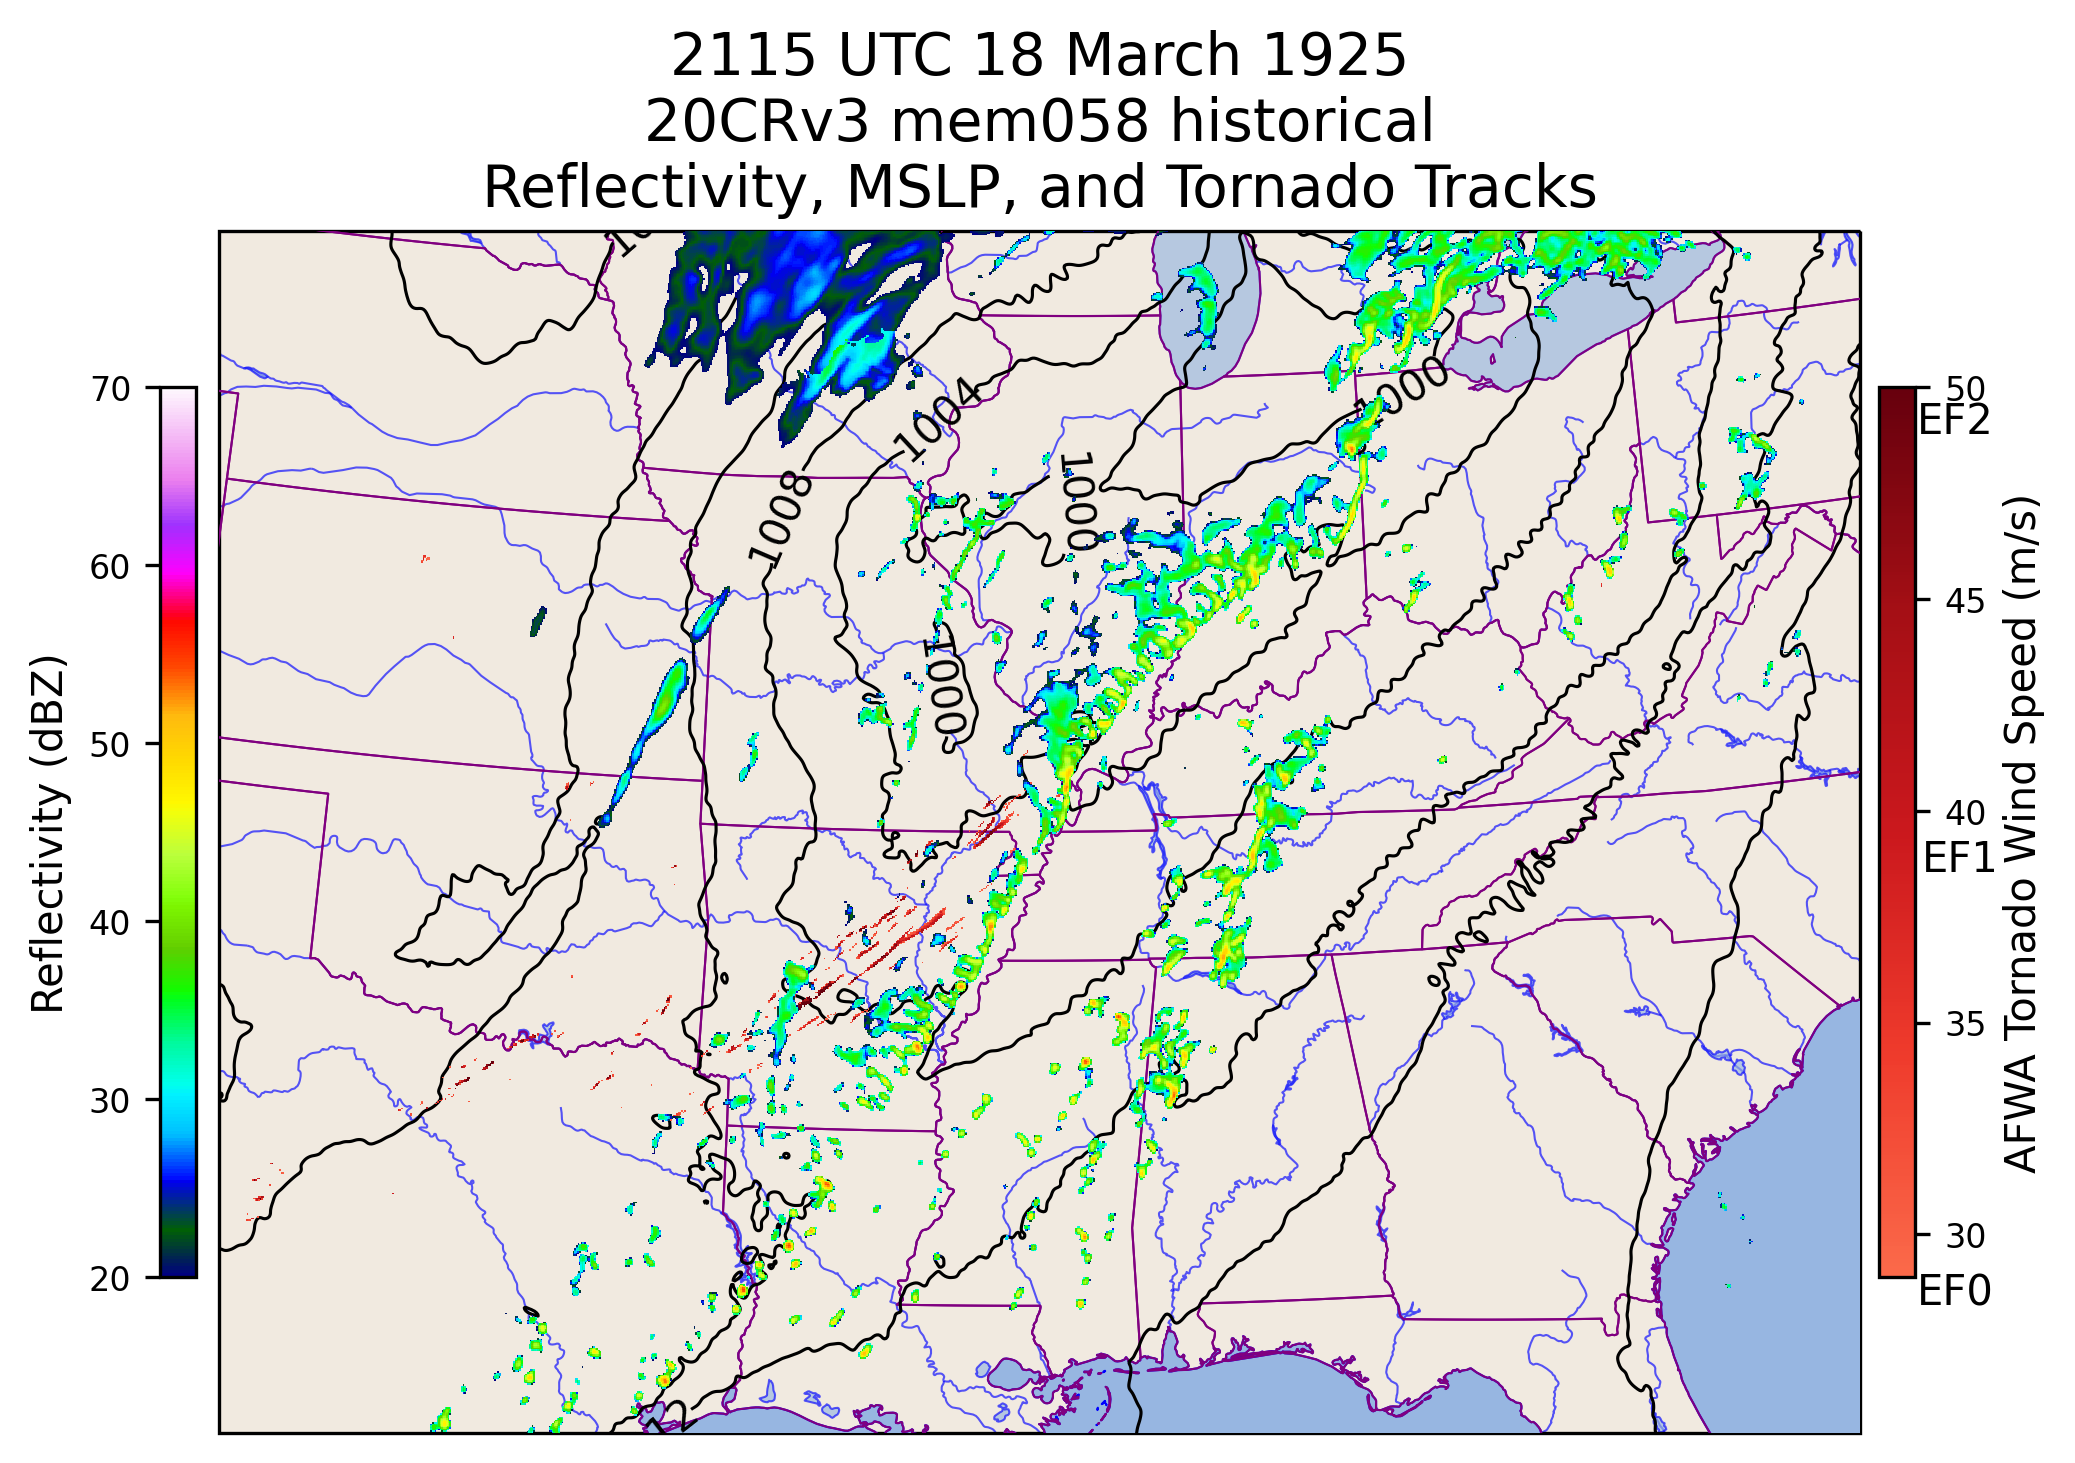 2115 UTC 18 March 1925
20CRv3 mem058 historical
Reflectivity, MSLP, and Tornado Tracks
70
60
50
40
30
20
Reflectivity (dBZ)
1004
1000
1008
1000
1000
50
EF2
45
40
EF1
35
30
EF0
AFWA Tornado Wind Speed (m/s)